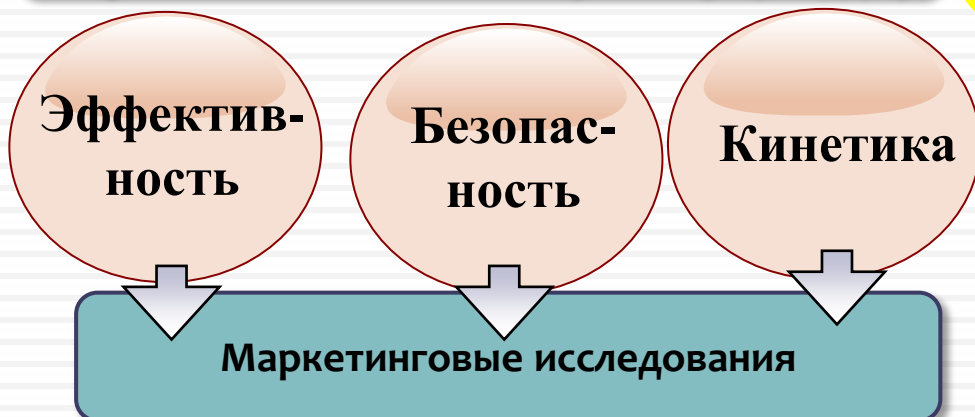 Эффектив-
ность
Безопас-
ность
Кинетика
Маркетинговые исследования